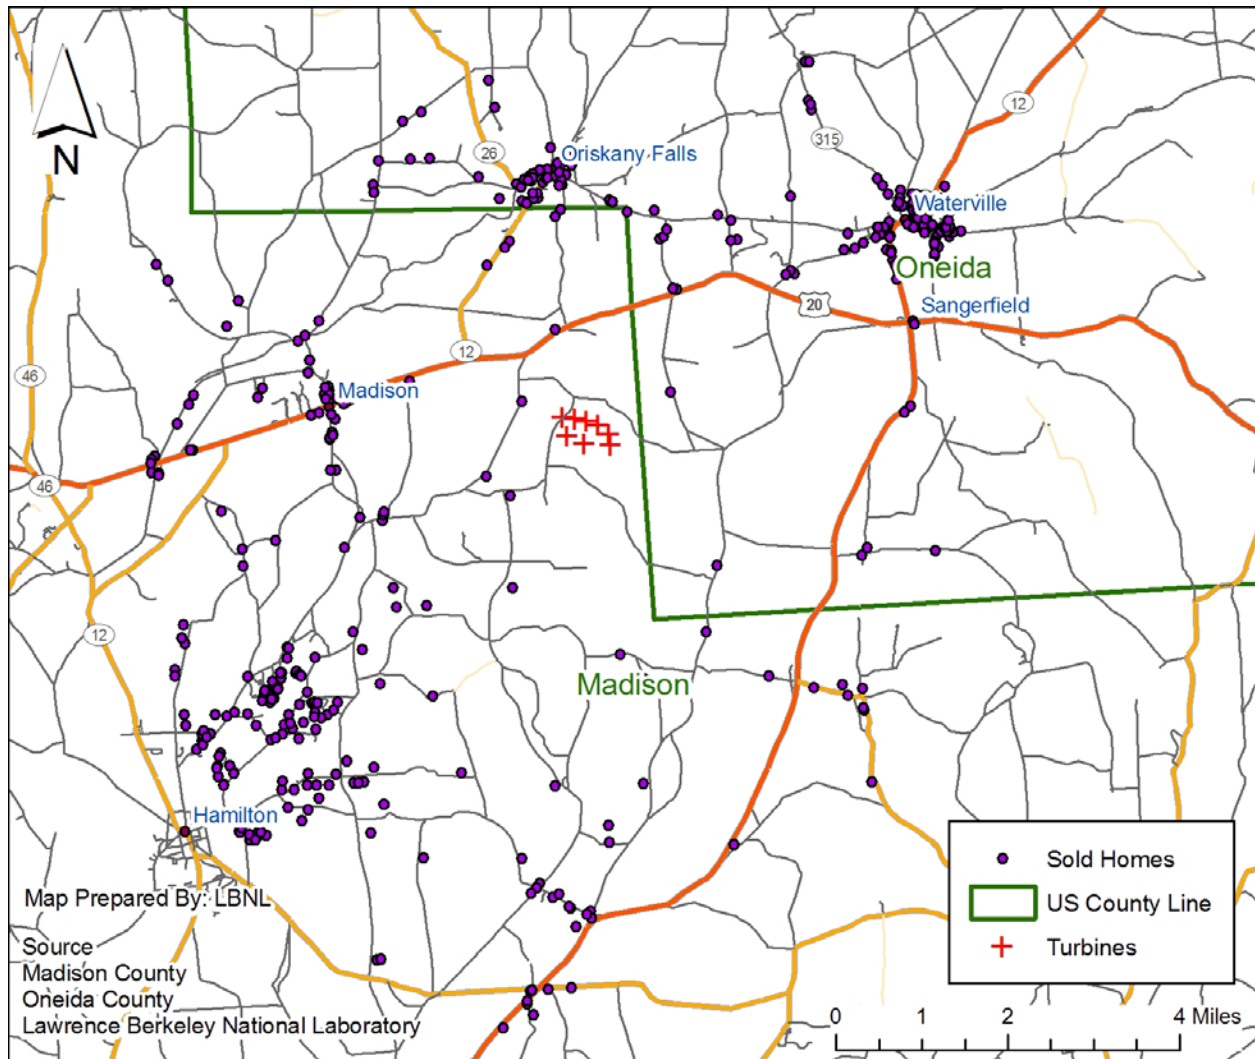 N
26
Oriskany Falls
315
12
Waterville
Oneida
20
Sangerfield
12
46
Madison
46
12
Madison
Hamilton
Map Prepared By: LBNL
Source
Madison County
Oneida County
Lawrence Berkeley National Laboratory
Sold Homes
US County Line
Turbines
0 1 2 4 Miles